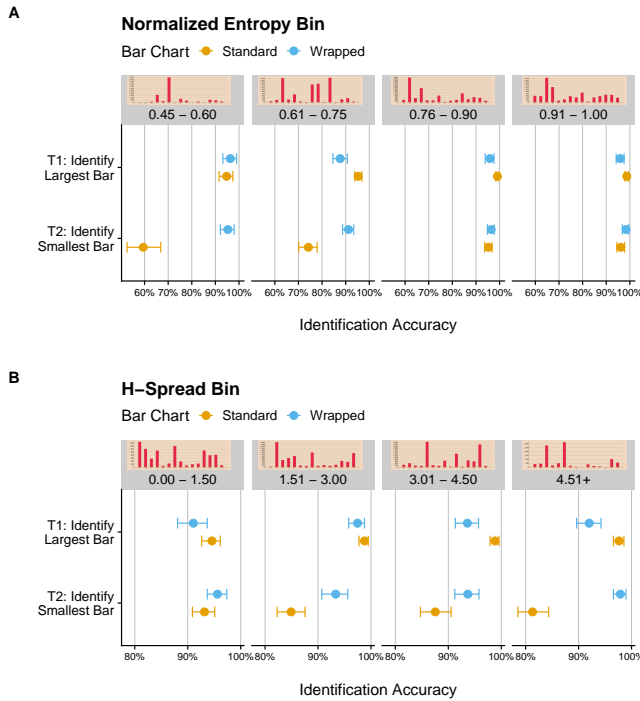 A
Normalized Entropy Bin
Bar Chart Standard Wrapped
0.45 – 0.60 0.61 – 0.75 0.76 – 0.90 0.91 – 1.00
T1: Identify
Largest Bar
T2: Identify
Smallest Bar
60% 70% 80% 90% 100% 60% 70% 80% 90% 100% 60% 70% 80% 90% 100% 60% 70% 80% 90% 100%
Identification Accuracy
B
H−Spread Bin
Bar Chart Standard Wrapped
0.00 – 1.50 1.51 – 3.00 3.01 – 4.50 4.51+
T1: Identify
Largest Bar
T2: Identify
Smallest Bar
80% 90% 100% 80% 90% 100% 80% 90% 100% 80% 90% 100%
Identification Accuracy